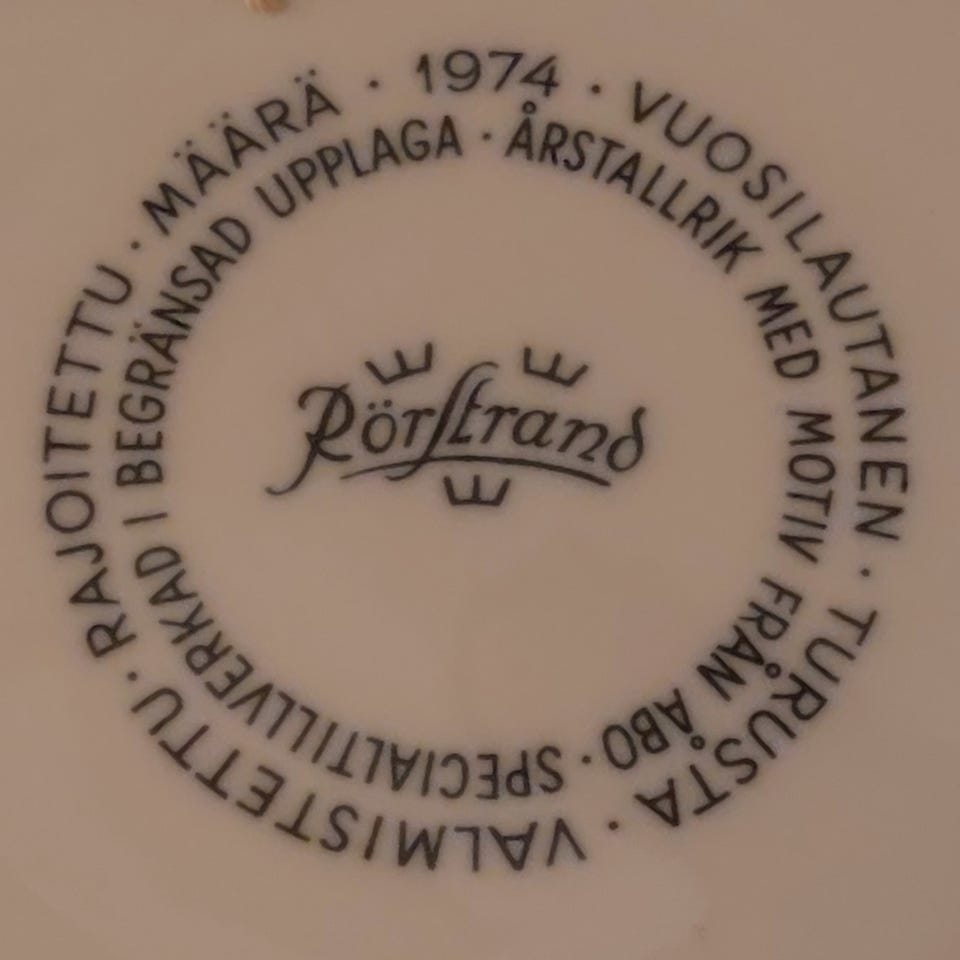 1974 · VUOSILAUTANEN · TURUSTA · VALMISTETTU · RAJOITETTU · MÄÄRÄ ·
ÅRSTALLRIK MED MOTIV FRÅN ÅBO · SPECIALTILLVERKAD I BEGRÄNSAD UPPLAGA ·
Rörstrand